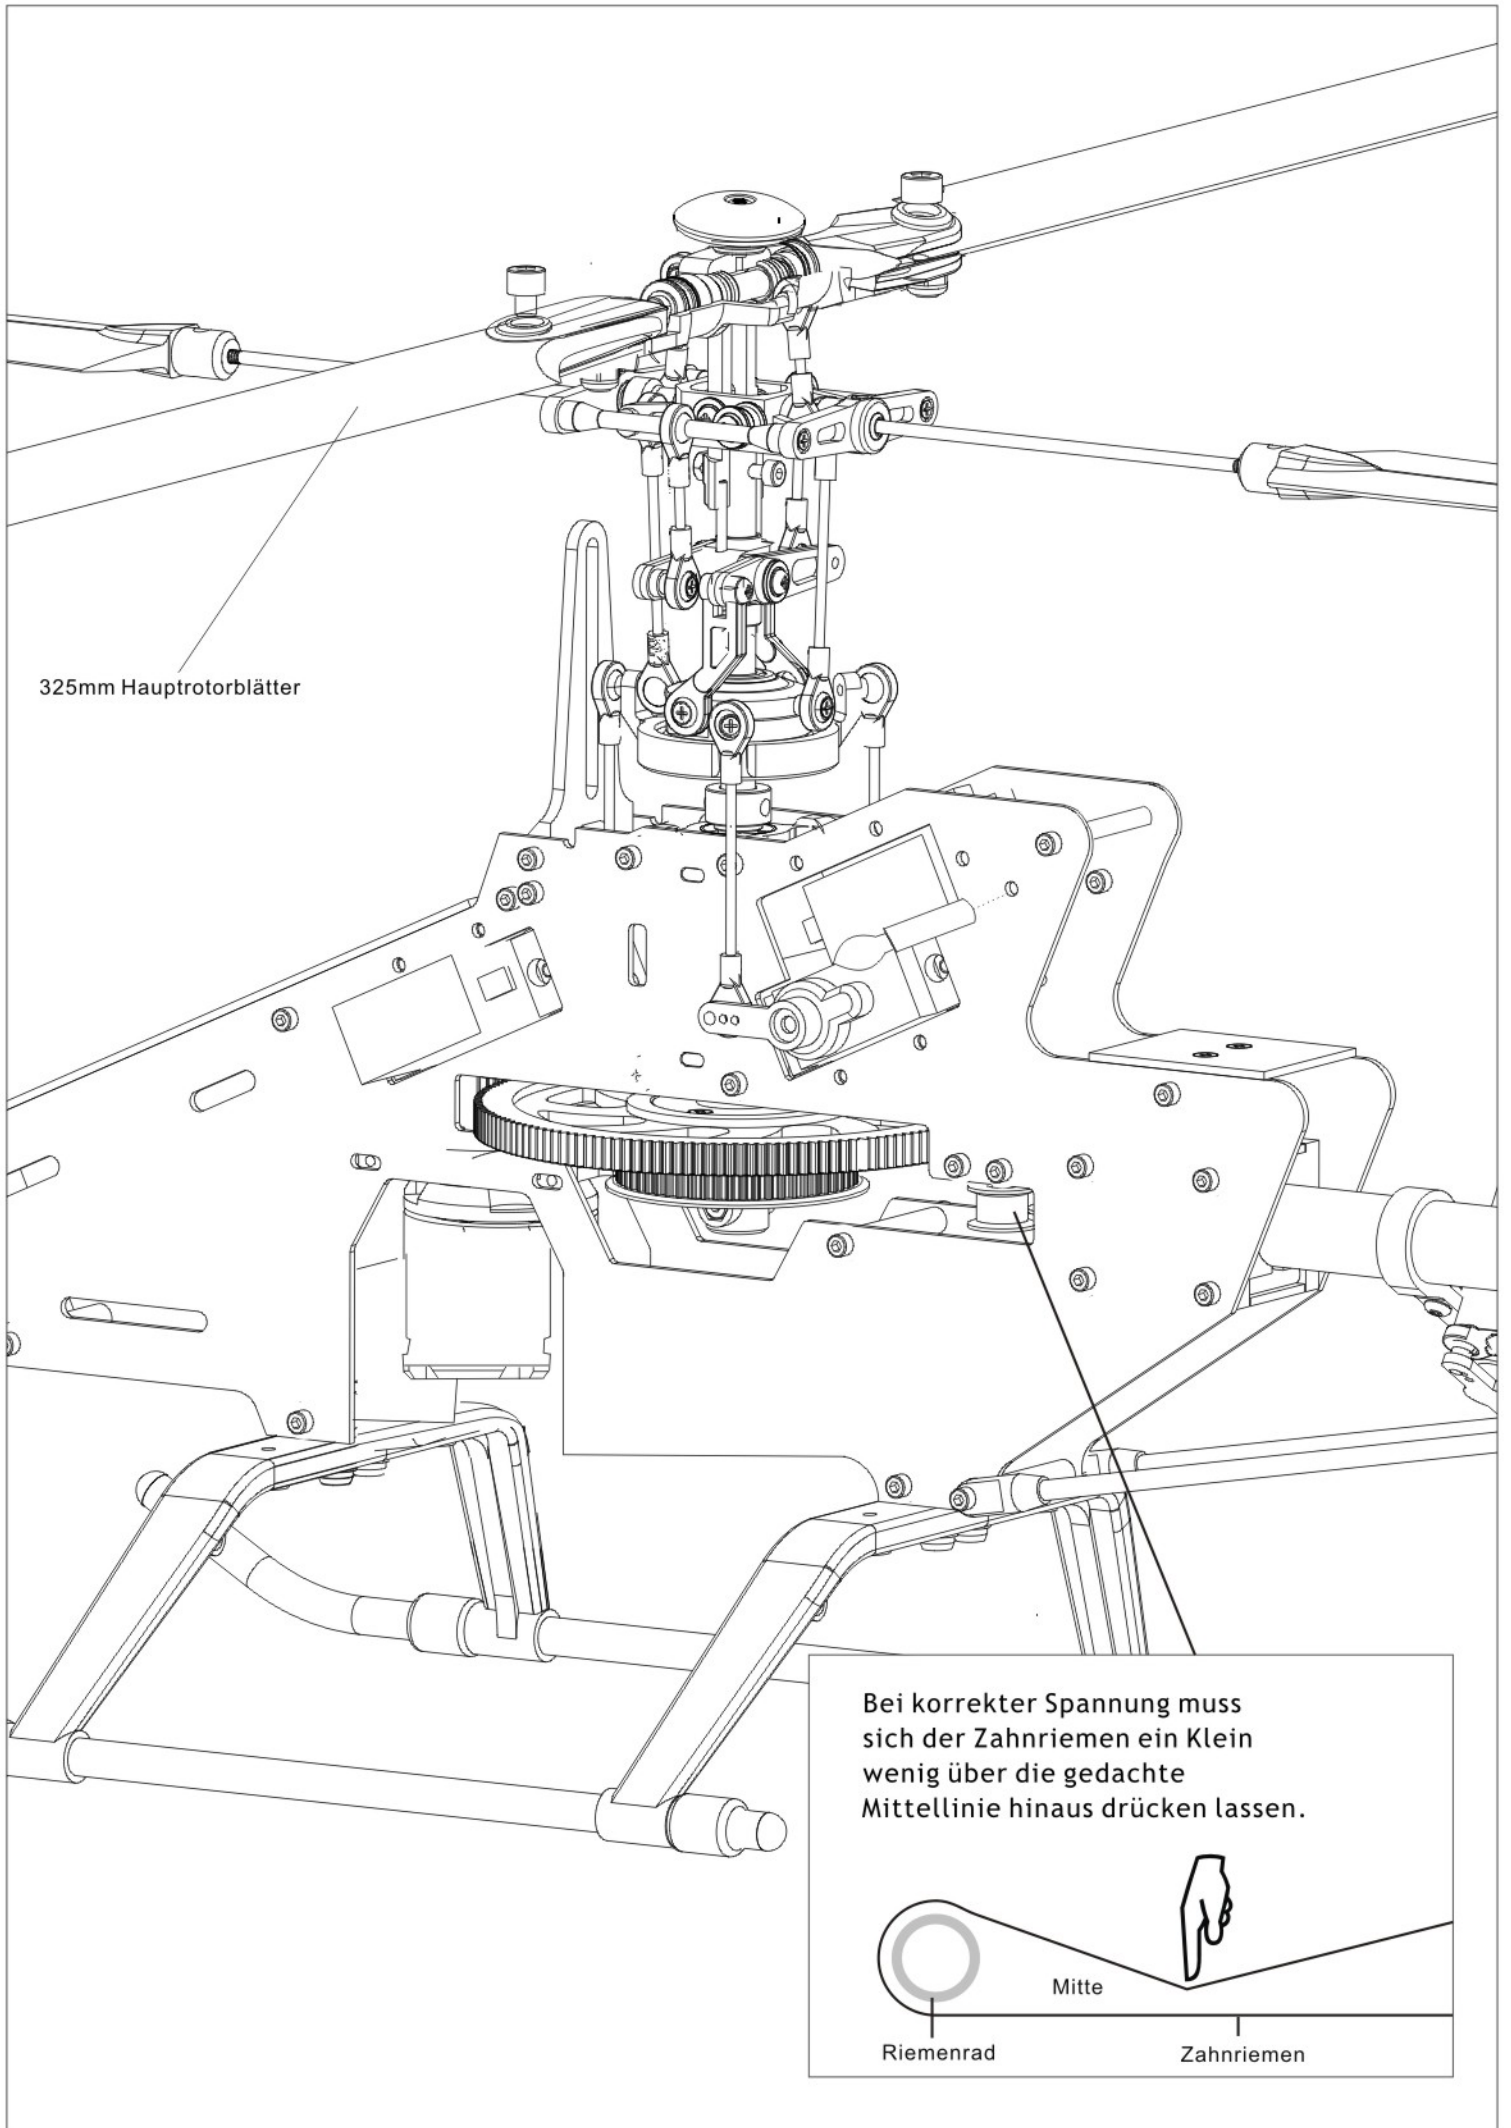 325mm Hauptrotorblätter
Bei korrekter Spannung muss
sich der Zahnriemen ein Klein
wenig über die gedachte
Mittellinie hinaus drücken lassen.
Mitte
Riemenrad
Zahnriemen